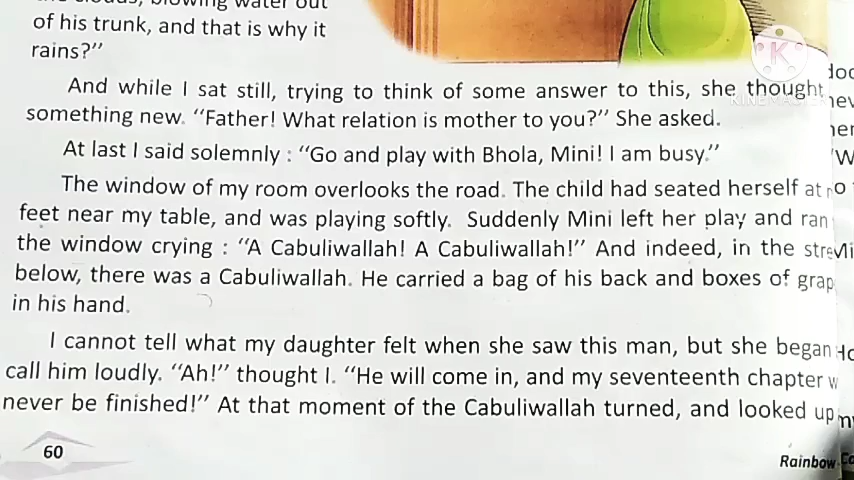 the clouds, blowing water out
of his trunk, and that is why it
rains?"
And while I sat still, trying to think of some answer to this, she thought
something new. "Father! What relation is mother to you?" She asked.
At last I said solemnly : "Go and play with Bhola, Mini! I am busy."
The window of my room overlooks the road. The child had seated herself at
feet near my table, and was playing softly. Suddenly Mini left her play and ran
the window crying : "A Cabuliwallah! A Cabuliwallah!" And indeed, in the
below, there was a Cabuliwallah. He carried a bag of his back and boxes of
in his hand.
I cannot tell what my daughter felt when she saw this man, but she began
call him loudly. "Ah!" thought I. "He will come in, and my seventeenth chapter
never be finished!" At that moment of the Cabuliwallah turned, and looked up
60
Rainbow
K
KINEMASTER